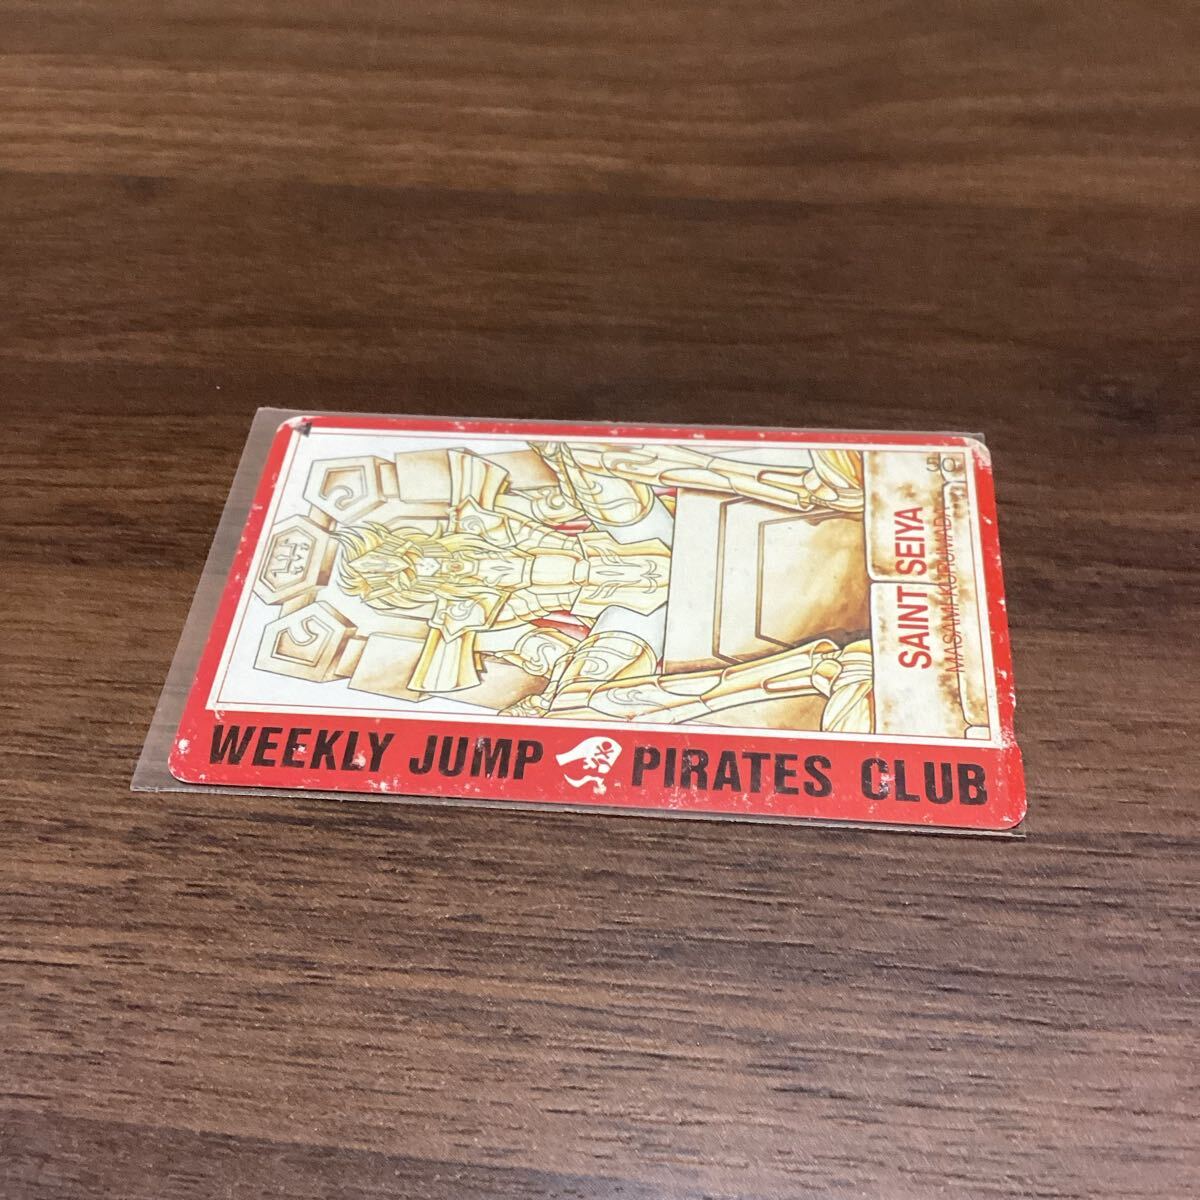 WEEKLY JUMP PIRATES CLUB
50
SAINT SEIYA
MASAMI KURUMADA